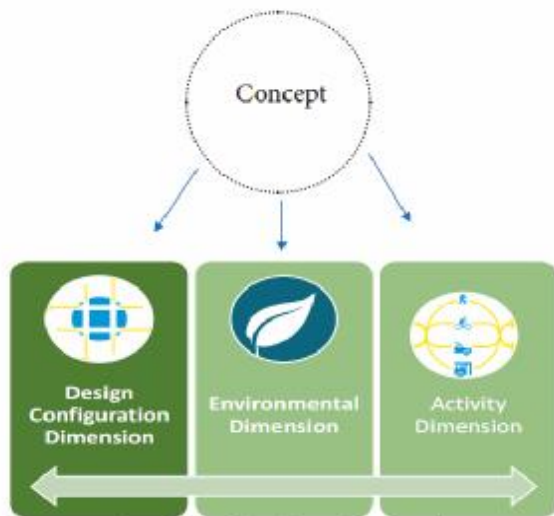 Concept
Design
Configuration
Dimension
Environmental
Dimension
Activity
Dimension